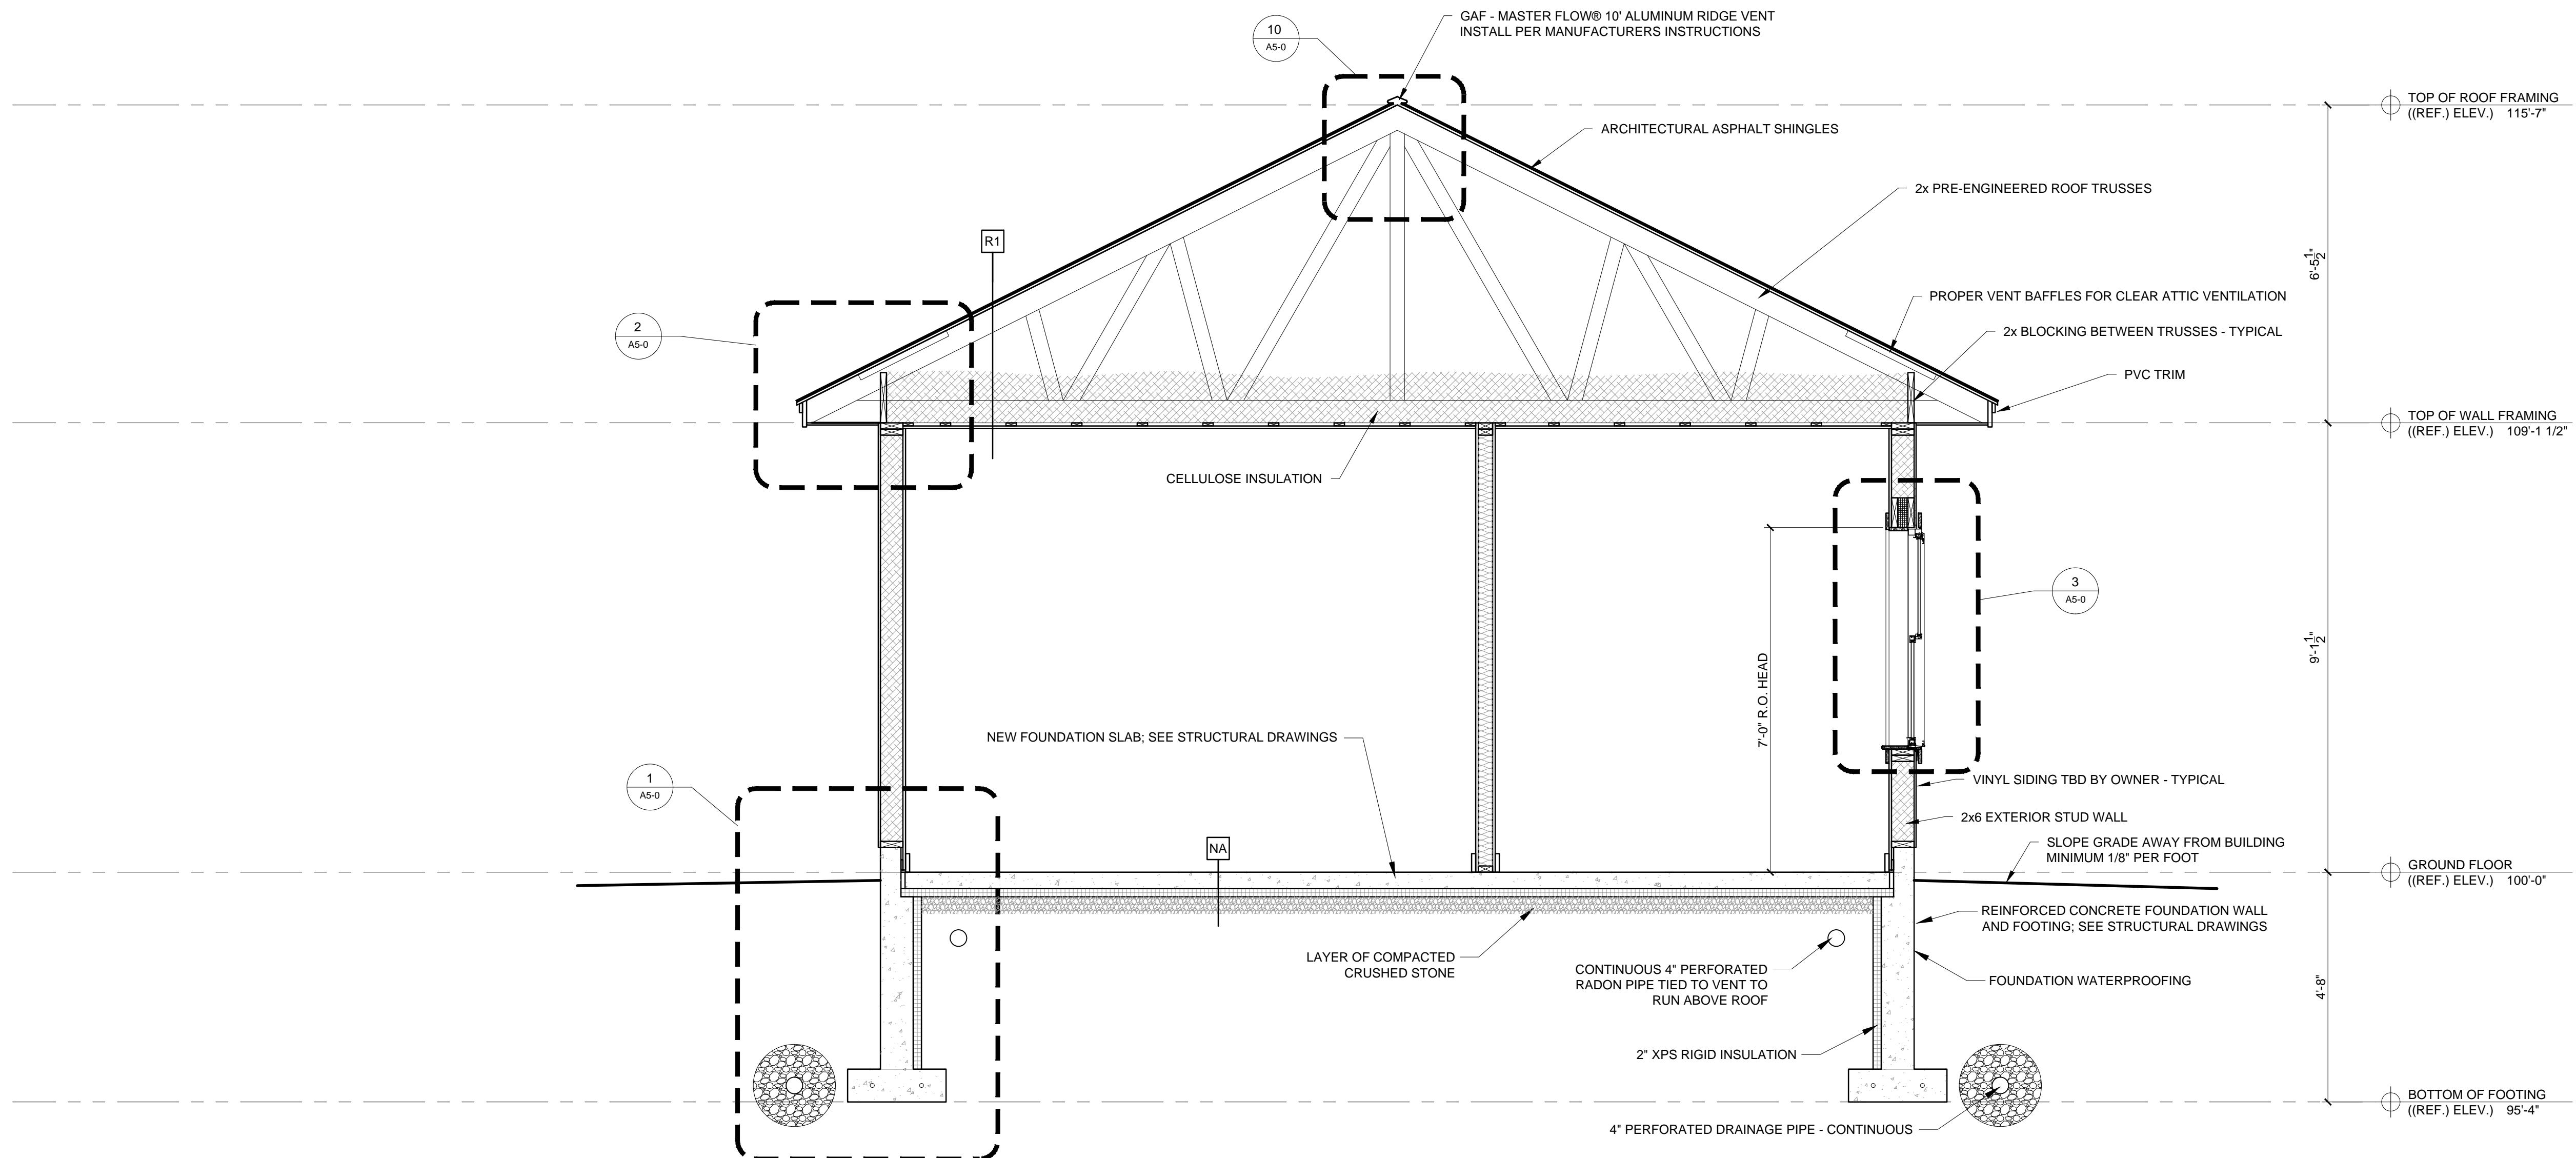 10
A5-0
GAF - MASTER FLOW® 10' ALUMINUM RIDGE VENT
INSTALL PER MANUFACTURERS INSTRUCTIONS
TOP OF ROOF FRAMING
((REF.) ELEV.) 115'-7"
ARCHITECTURAL ASPHALT SHINGLES
2x PRE-ENGINEERED ROOF TRUSSES
R1
6'-5 1/2"
PROPER VENT BAFFLES FOR CLEAR ATTIC VENTILATION
2
A5-0
2x BLOCKING BETWEEN TRUSSES - TYPICAL
PVC TRIM
TOP OF WALL FRAMING
((REF.) ELEV.) 109'-1 1/2"
CELLULOSE INSULATION
3
A5-0
9'-1 1/2"
7'-0" R.O. HEAD
NEW FOUNDATION SLAB; SEE STRUCTURAL DRAWINGS
1
A5-0
VINYL SIDING TBD BY OWNER - TYPICAL
2x6 EXTERIOR STUD WALL
NA
SLOPE GRADE AWAY FROM BUILDING
MINIMUM 1/8" PER FOOT
GROUND FLOOR
((REF.) ELEV.) 100'-0"
REINFORCED CONCRETE FOUNDATION WALL
AND FOOTING; SEE STRUCTURAL DRAWINGS
LAYER OF COMPACTED
CRUSHED STONE
CONTINUOUS 4" PERFORATED
RADON PIPE TIED TO VENT TO
RUN ABOVE ROOF
FOUNDATION WATERPROOFING
4'-8"
2" XPS RIGID INSULATION
BOTTOM OF FOOTING
((REF.) ELEV.) 95'-4"
4" PERFORATED DRAINAGE PIPE - CONTINUOUS